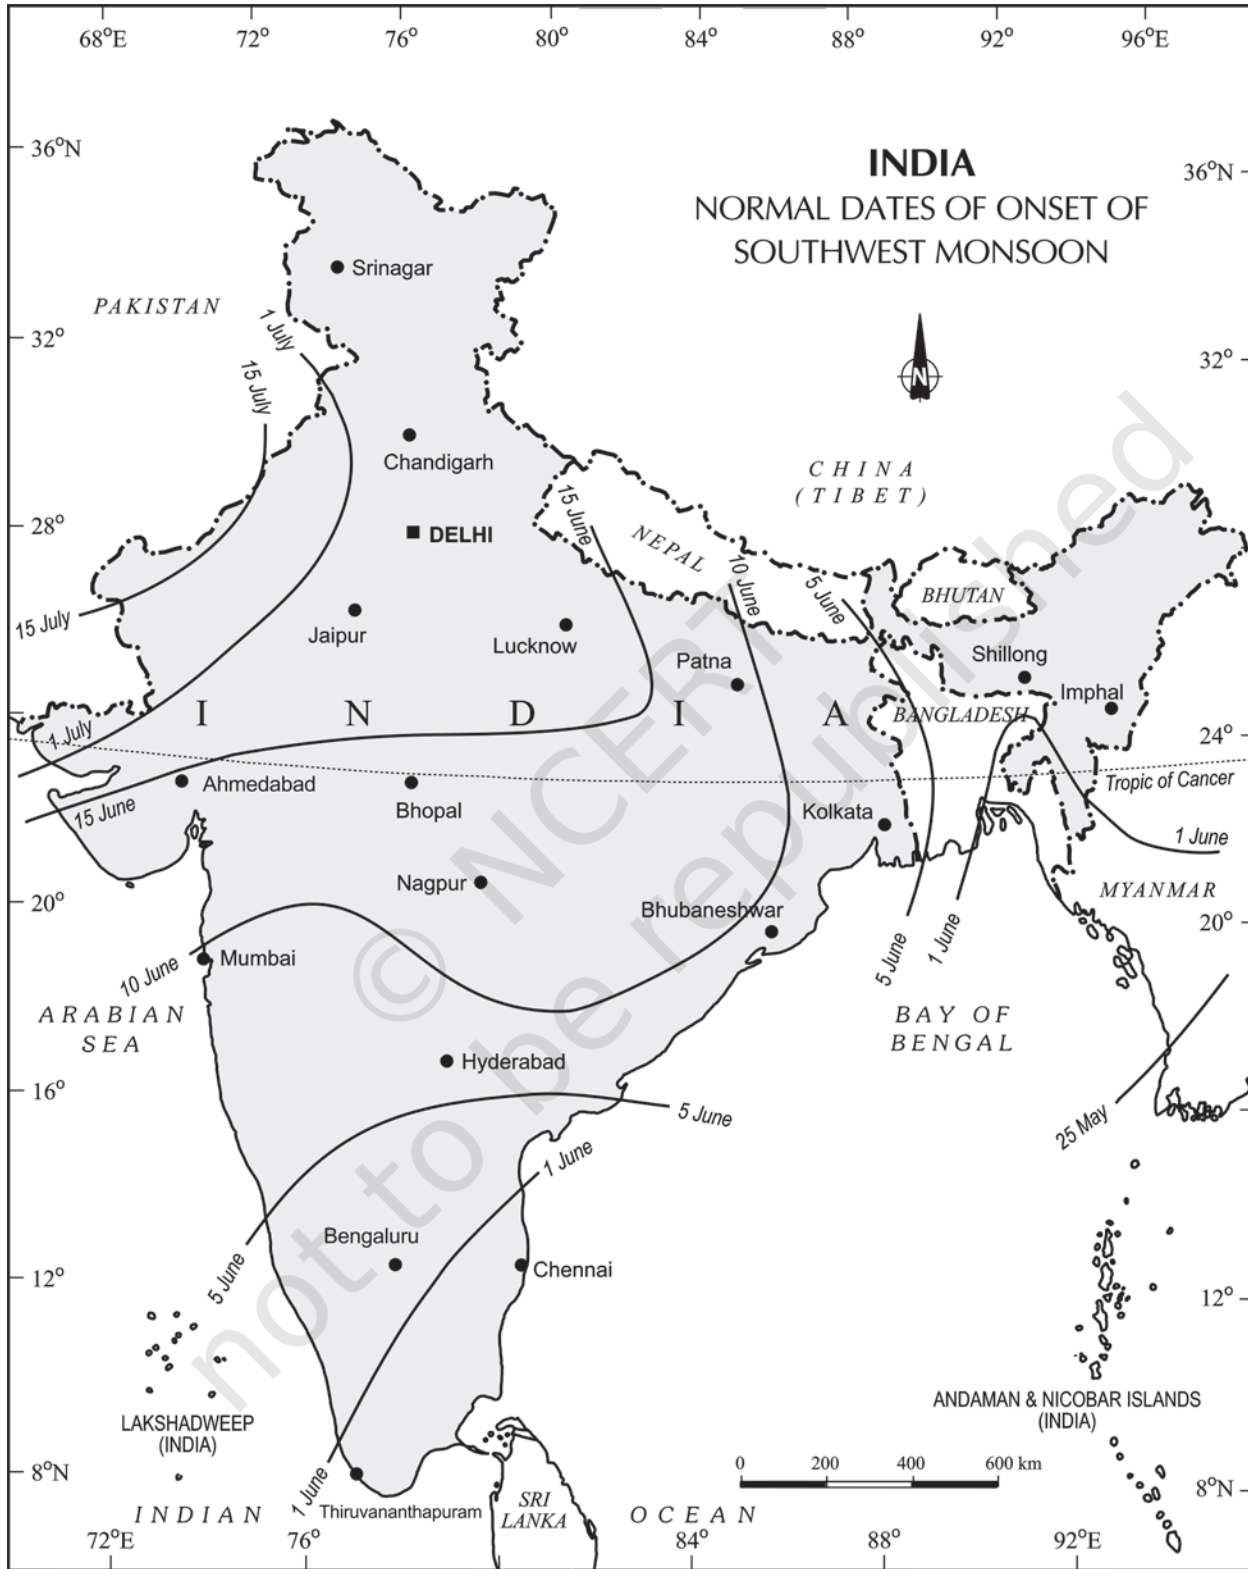 68°E 72° 76° 80° 84° 88° 92° 96°E
INDIA
NORMAL DATES OF ONSET OF
SOUTHWEST MONSOON
36°N
36°N
Srinagar
PAKISTAN
1 July
32°
32°
15 July
N
Chandigarh
CHINA
(TIBET)
15 June
28°
DELHI
NEPAL
10 June
5 June
BHUTAN
15 July
Jaipur
Lucknow
Patna
Shillong
Imphal
I N D I A
BANGLADESH
1 July
24°
Tropic of Cancer
Ahmedabad
Bhopal
15 June
Kolkata
1 June
Nagpur
MYANMAR
20°
20°
Bhubaneshwar
1 June
5 June
10 June
Mumbai
ARABIAN
SEA
BAY OF
BENGAL
Hyderabad
16°
5 June
25 May
1 June
Bengaluru
Chennai
5 June
12°
12°
LAKSHADWEEP
(INDIA)
ANDAMAN & NICOBAR ISLANDS
(INDIA)
8°N
8°N
1 June
0 200 400 600 km
Thiruvananthapuram
SRI
LANKA
INDIAN OCEAN
72°E 76° 84° 88° 92°E
© NCERT
not to be republished